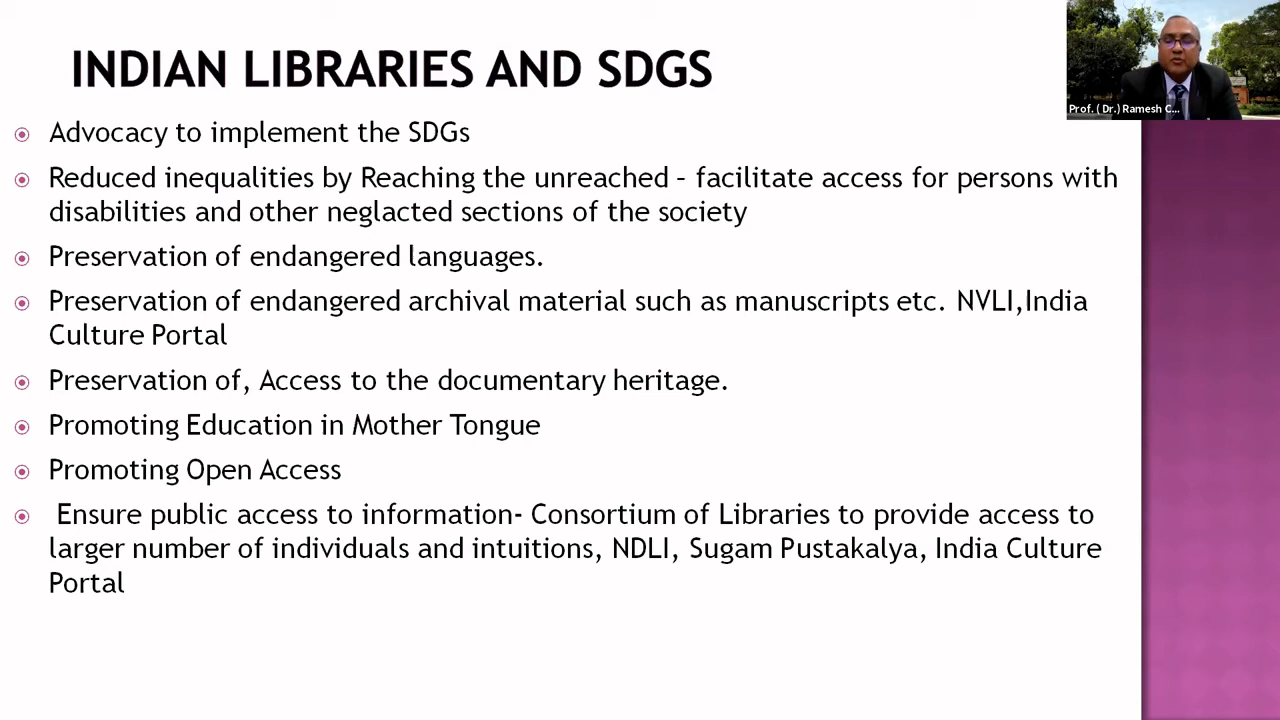 INDIAN LIBRARIES AND SDGS
Prof. ( Dr.) Ramesh C...
Advocacy to implement the SDGs
Reduced inequalities by Reaching the unreached – facilitate access for persons with
disabilities and other neglacted sections of the society
Preservation of endangered languages.
Preservation of endangered archival material such as manuscripts etc. NVLI,India
Culture Portal
Preservation of, Access to the documentary heritage.
Promoting Education in Mother Tongue
Promoting Open Access
Ensure public access to information- Consortium of Libraries to provide access to
larger number of individuals and intuitions, NDLI, Sugam Pustakalya, India Culture
Portal